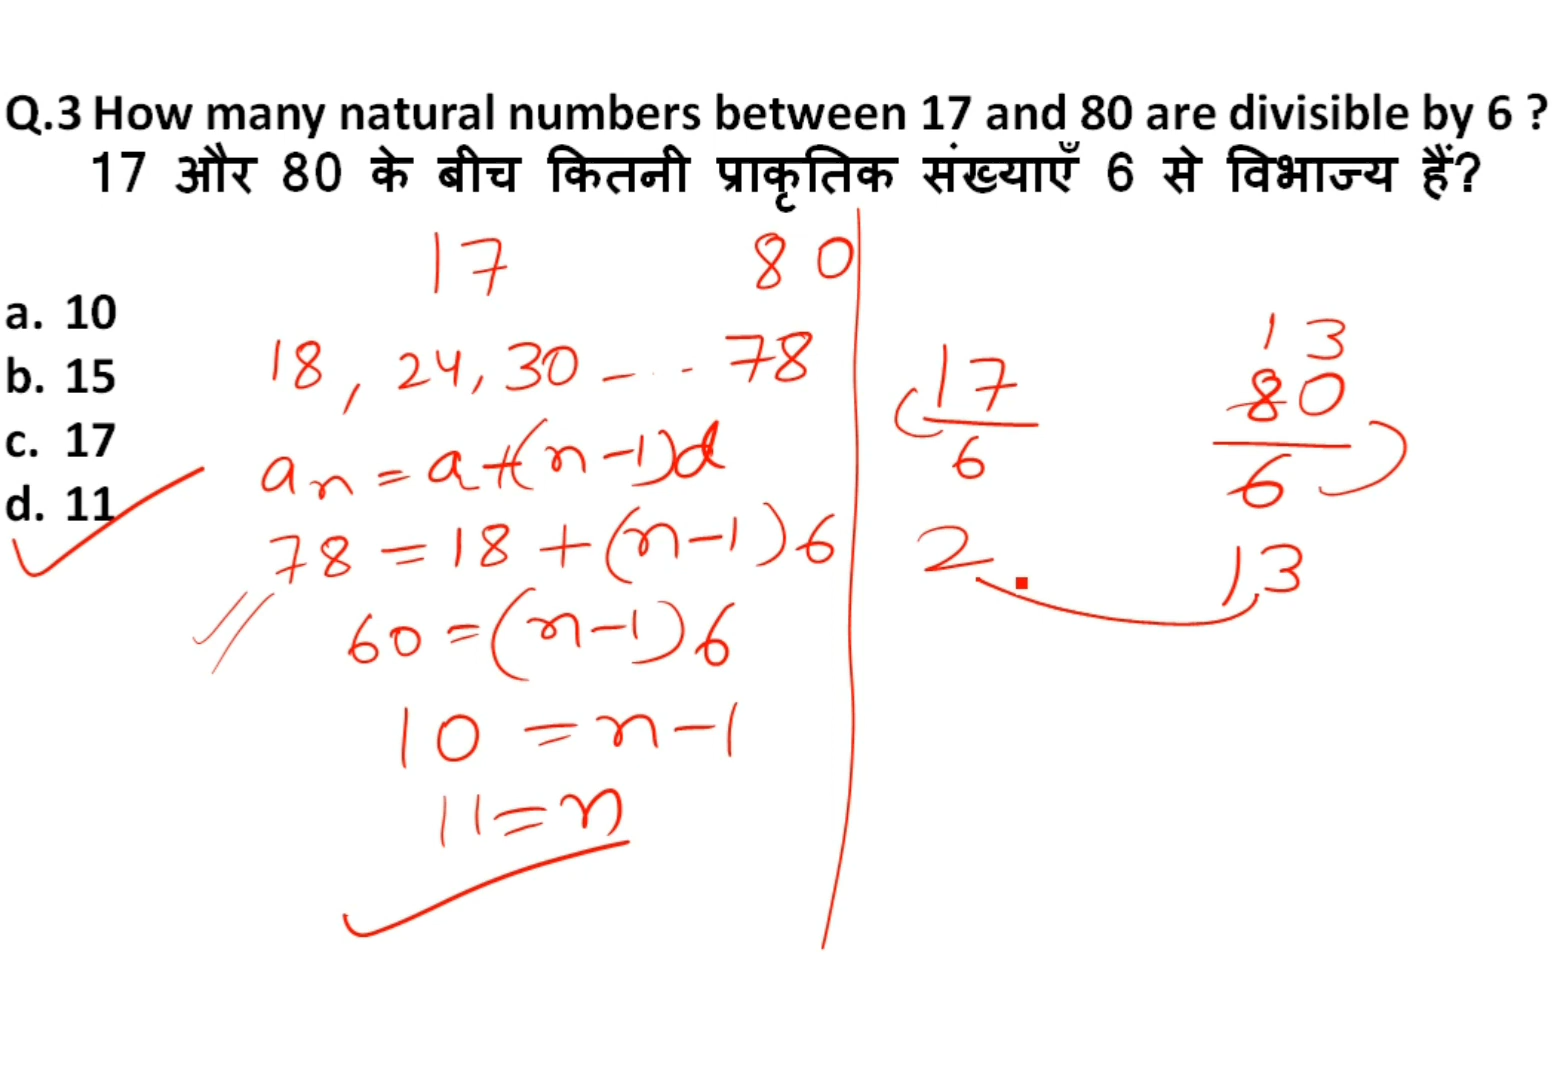 Q.3 How many natural numbers between 17 and 80 are divisible by 6 ?
17 और 80 के बीच कितनी प्राकृतिक संख्याएँ 6 से विभाज्य हैं?
a. 10
b. 15
c. 17
d. 11
17 80
18, 24, 30 - . . - 78
an = a + (n-1)d
78 = 18 + (n-1)6
60 = (n-1)6
10 = n-1
11 = n
17
6
2
13
80
6
13